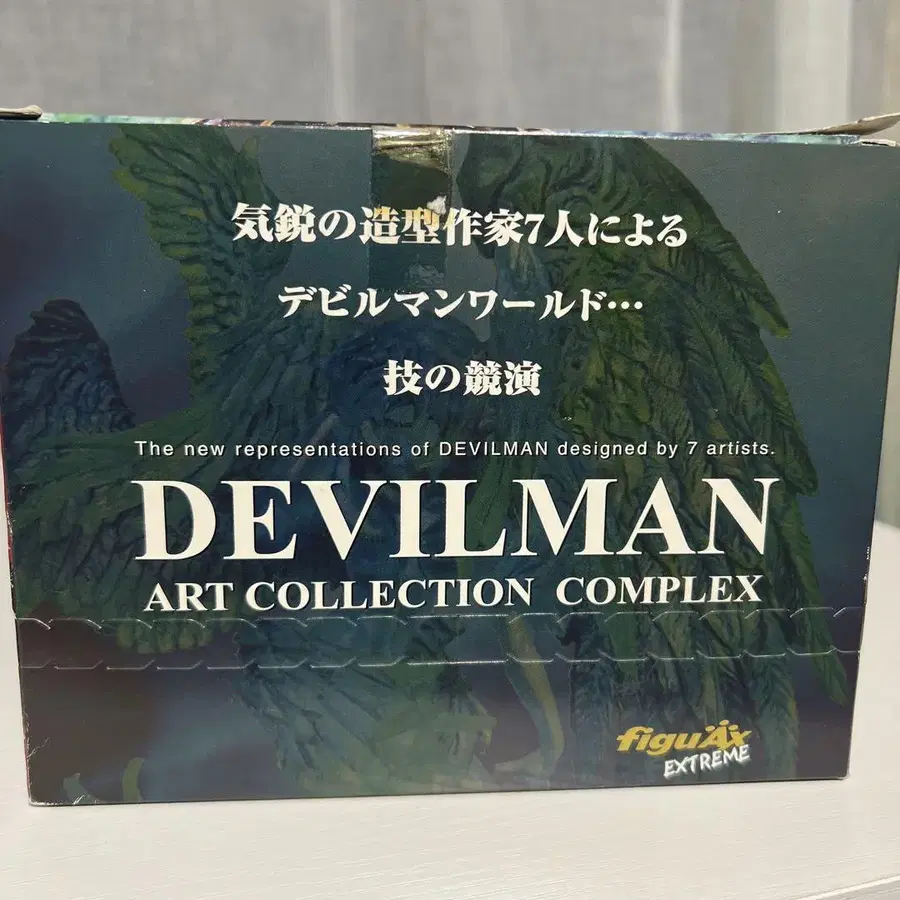 気鋭の造型作家7人による
デビルマンワールド…
技の競演
The new representations of DEVILMAN designed by 7 artists.
DEVILMAN
ART COLLECTION COMPLEX
figuAx
EXTREME